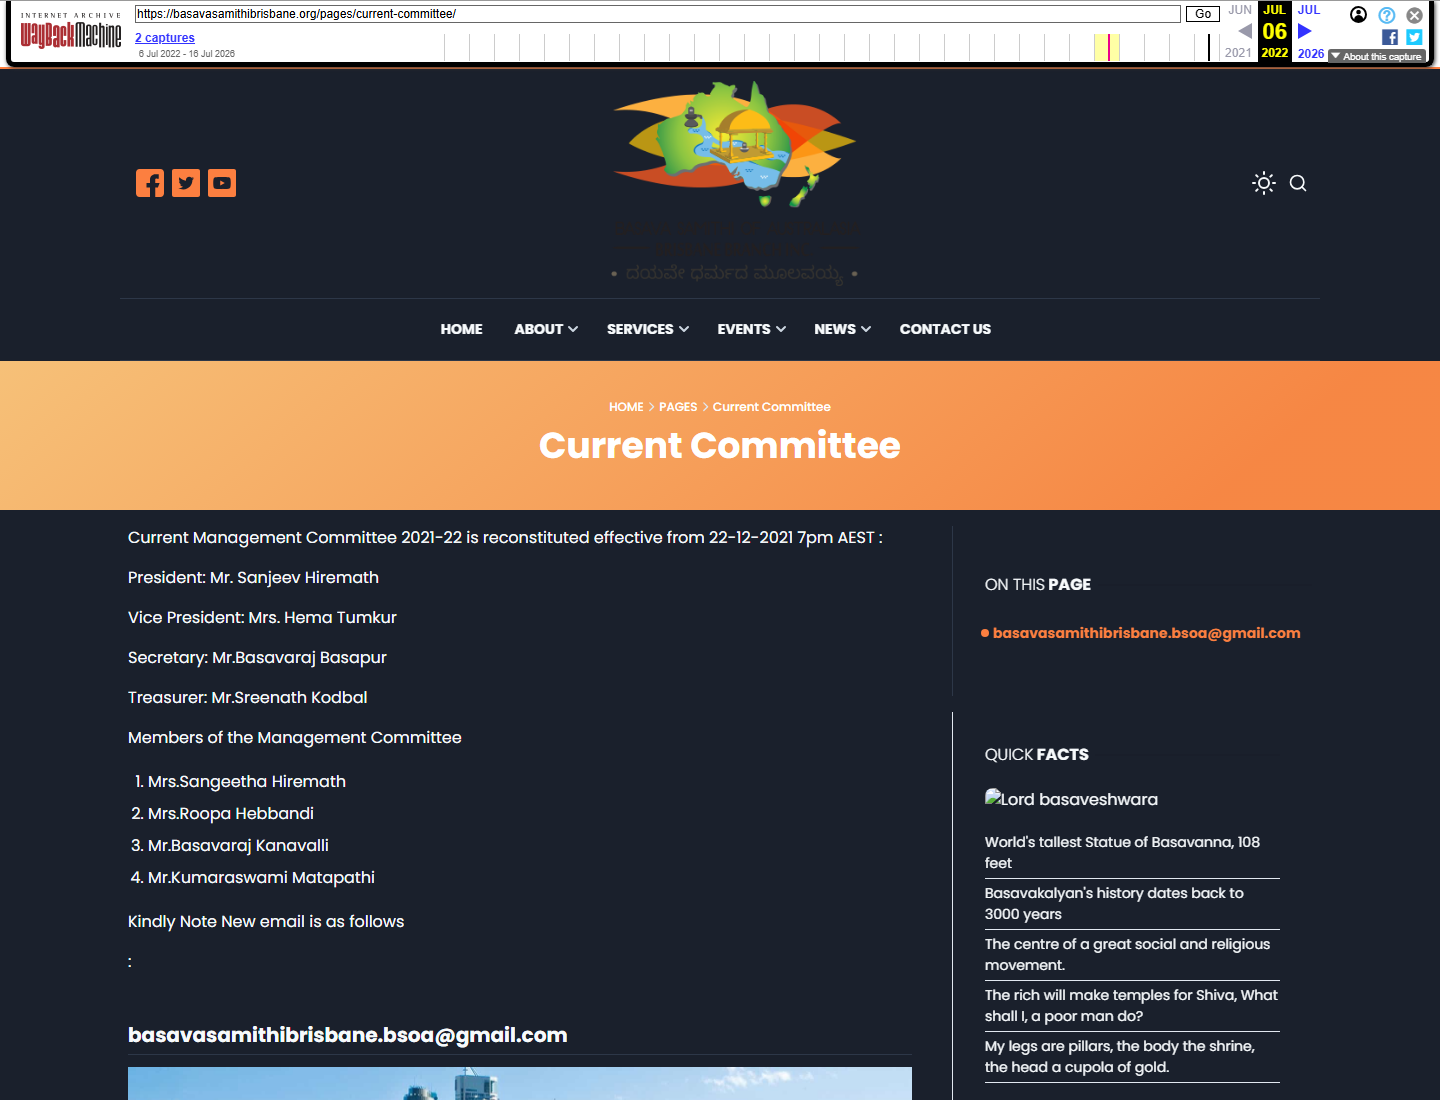 INTERNET ARCHIVE
WayBackMachine
https://basavasamithibrisbane.org/pages/current-committee/
Go
2 captures
6 Jul 2022 - 16 Jul 2026
JUN
JUL
JUL
06
2021
2022
2026
About this capture
ದಯವೇ ಧರ್ಮದ ಮೂಲವಯ್ಯ
HOME
ABOUT
SERVICES
EVENTS
NEWS
CONTACT US
HOME > PAGES > Current Committee
Current Committee
Current Management Committee 2021-22 is reconstituted effective from 22-12-2021 7pm AEST :
President: Mr. Sanjeev Hiremath
Vice President: Mrs. Hema Tumkur
Secretary: Mr.Basavaraj Basapur
Treasurer: Mr.Sreenath Kodbal
Members of the Management Committee
1. Mrs.Sangeetha Hiremath
2. Mrs.Roopa Hebbandi
3. Mr.Basavaraj Kanavalli
4. Mr.Kumaraswami Matapathi
Kindly Note New email is as follows
:
basavasamithibrisbane.bsoa@gmail.com
ON THIS PAGE
basavasamithibrisbane.bsoa@gmail.com
QUICK FACTS
Lord basaveshwara
World's tallest Statue of Basavanna, 108
feet
Basavakalyan's history dates back to
3000 years
The centre of a great social and religious
movement.
The rich will make temples for Shiva, What
shall I, a poor man do?
My legs are pillars, the body the shrine,
the head a cupola of gold.